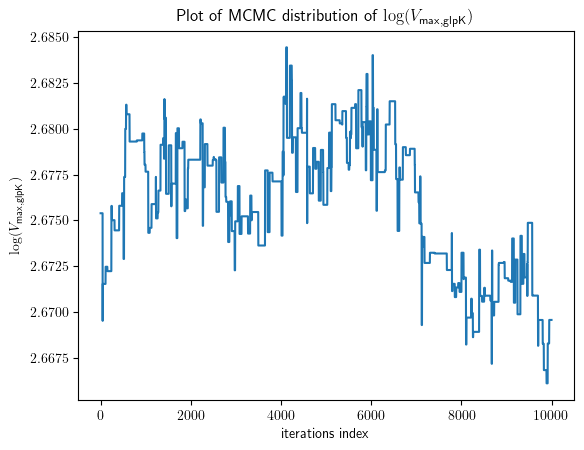 Plot of MCMC distribution of log(V_max,glpK)
log(V_max,glpK)
2.6850
2.6825
2.6800
2.6775
2.6750
2.6725
2.6700
2.6675
0 2000 4000 6000 8000 10000
iterations index